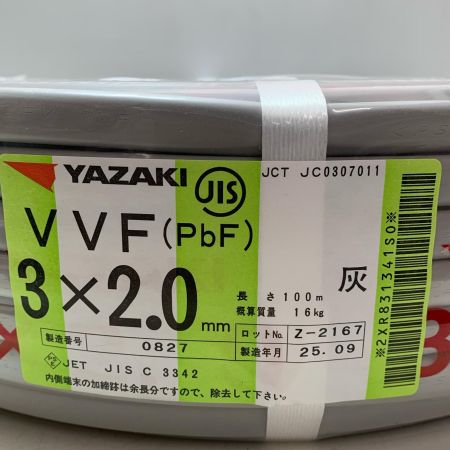 YAZAKI JIS JCT JC0307011
VVF(PbF)
3×2.0mm
長さ 100m
概算質量 16kg
灰
製造番号 0827
ロットNo. Z-2167
製造年月 25.09
JET JIS C 3342
内側端末の加締跡は余長分ですので、除去して下さい。
※2XR831341S0※